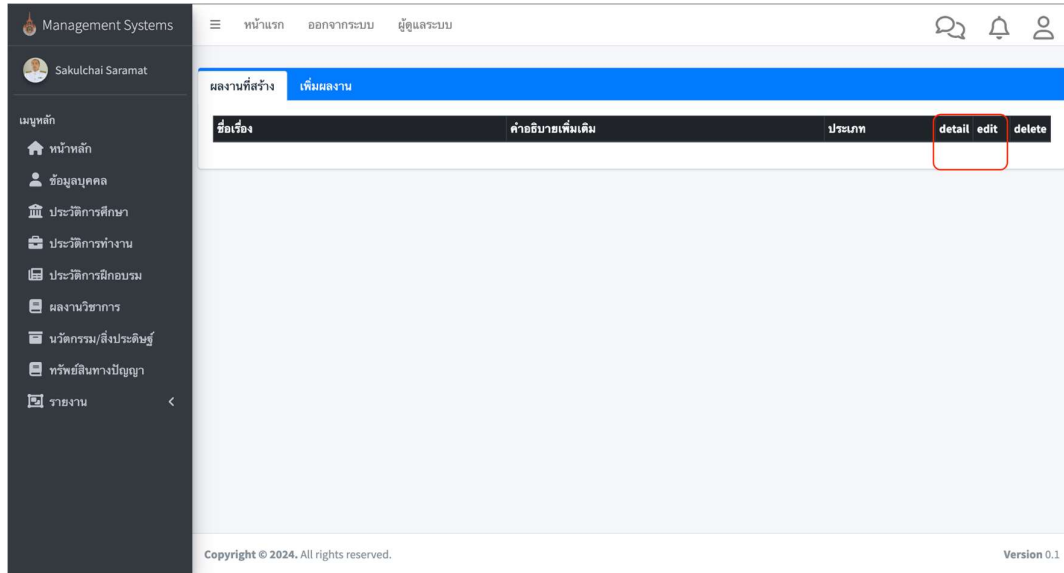 Management Systems
หน้าแรก ออกจากระบบ ผู้ดูแลระบบ
Sakulchai Saramat
ผลงานที่สร้าง เพิ่มผลงาน
เมนูหลัก
ชื่อเรื่อง คำอธิบายเพิ่มเติม ประเภท detail edit delete
หน้าหลัก
ข้อมูลบุคคล
ประวัติการศึกษา
ประวัติการทำงาน
ประวัติการฝึกอบรม
ผลงานวิชาการ
นวัตกรรม/สิ่งประดิษฐ์
ทรัพย์สินทางปัญญา
รายงาน
Copyright © 2024. All rights reserved. Version 0.1